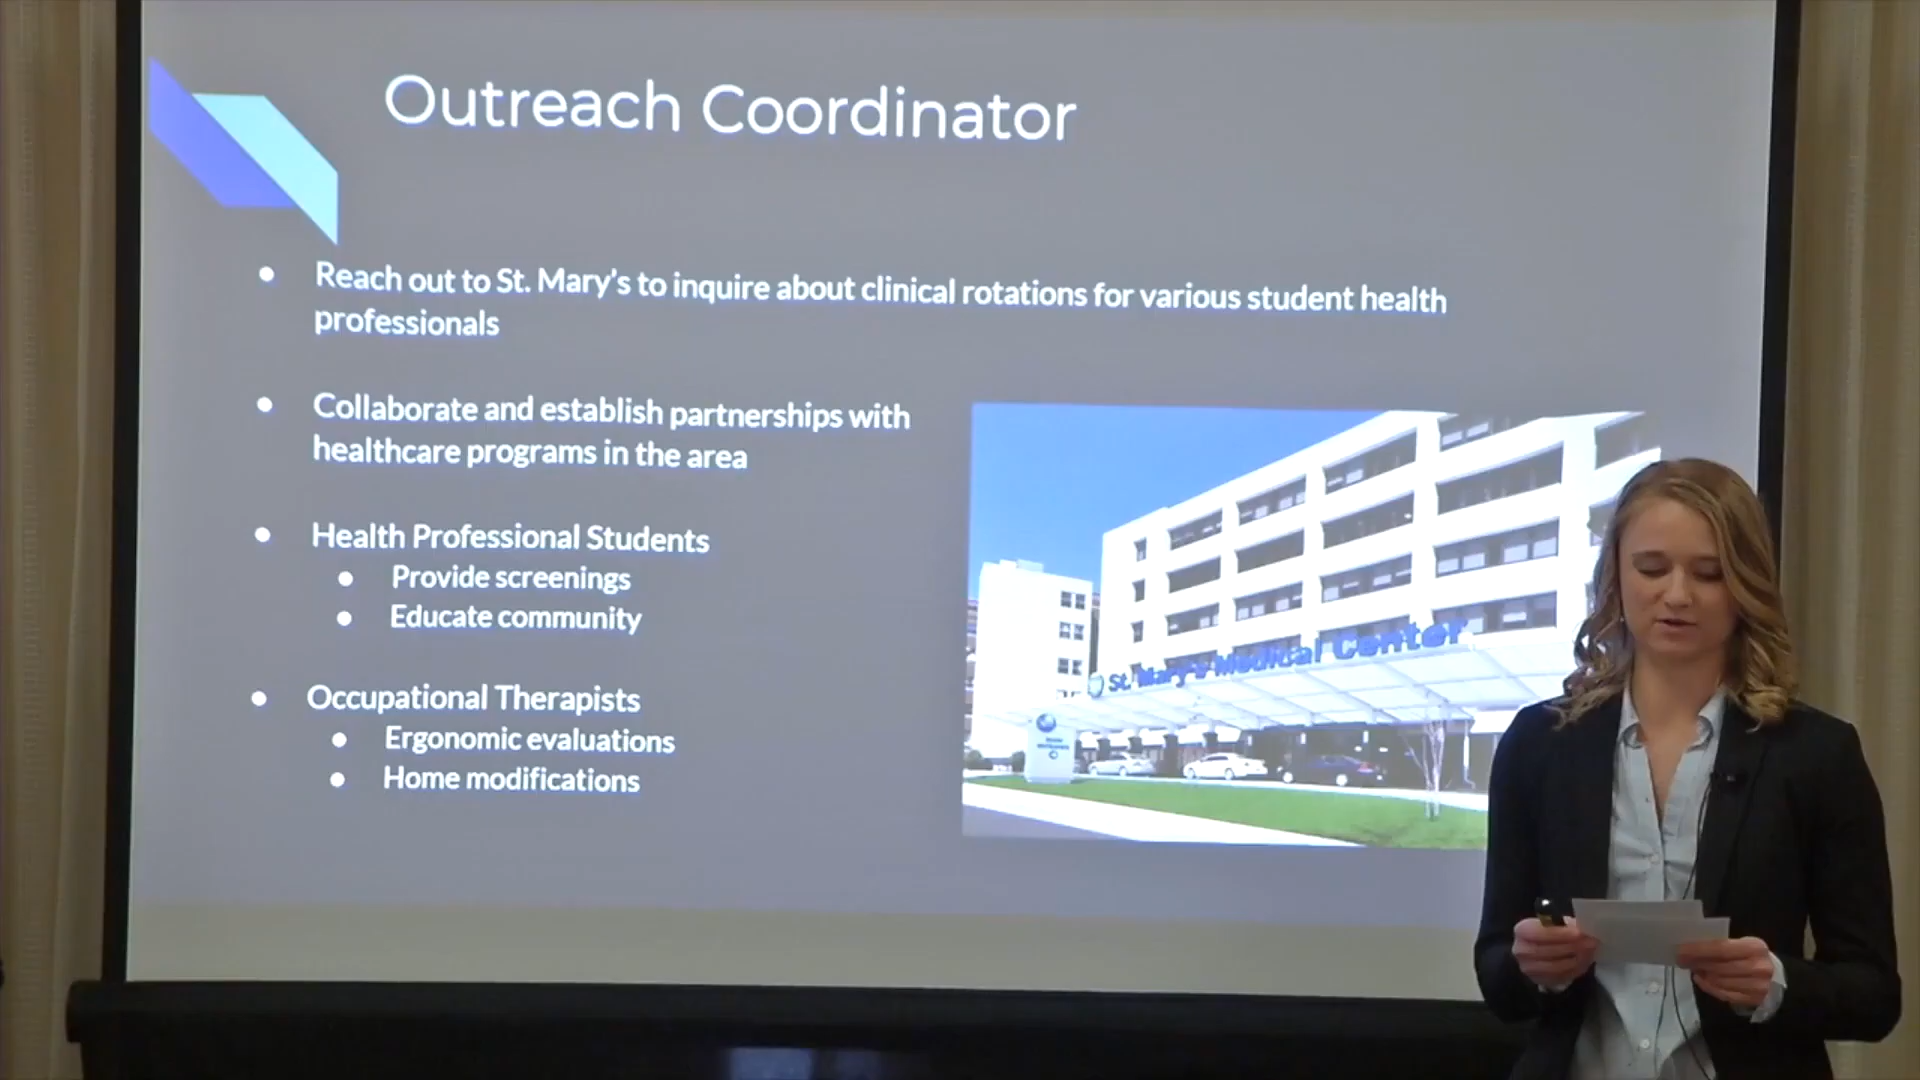 Outreach Coordinator
Reach out to St. Mary's to inquire about clinical rotations for various student health
professionals
Collaborate and establish partnerships with
healthcare programs in the area
Health Professional Students
Provide screenings
Educate community
Occupational Therapists
Ergonomic evaluations
Home modifications
St. Mary's Medical Center